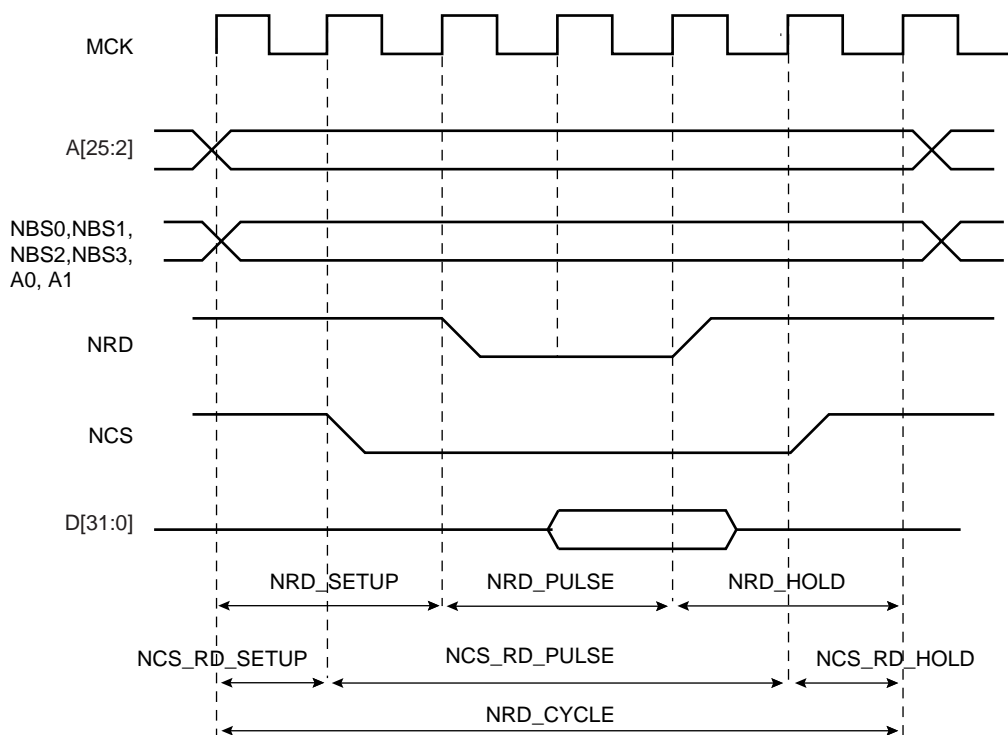 MCK
A[25:2]
NBS0,NBS1,
NBS2,NBS3,
A0, A1
NRD
NCS
D[31:0]
NRD_SETUP NRD_PULSE NRD_HOLD
NCS_RD_SETUP NCS_RD_PULSE NCS_RD_HOLD
NRD_CYCLE